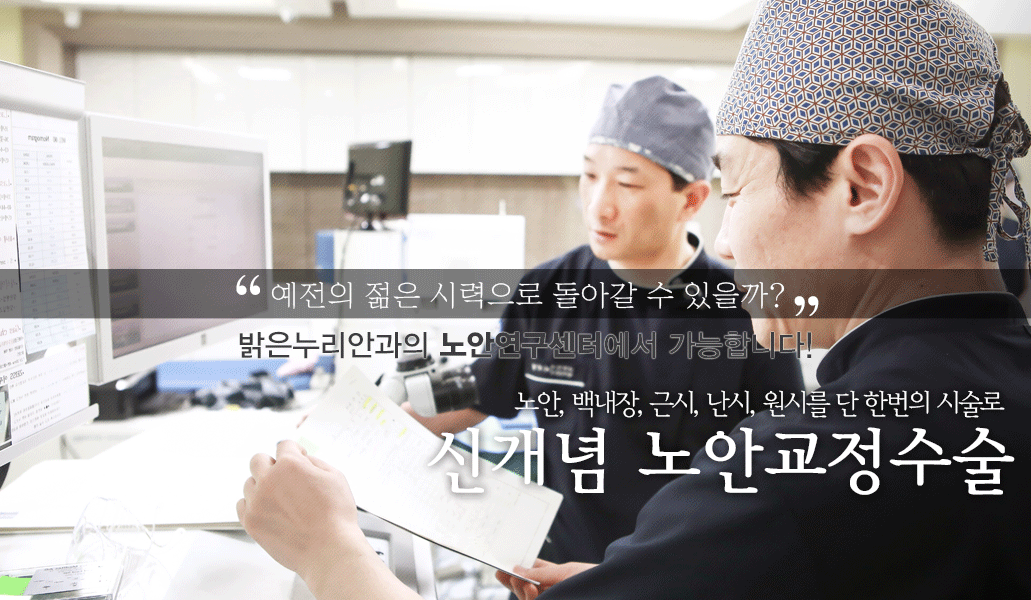 “ 예전의 젊은 시력으로 돌아갈 수 있을까? ”
밝은누리안과의 노안연구센터에서 가능합니다!
노안, 백내장, 근시, 난시, 원시를 단 한번의 시술로
신개념 노안교정수술